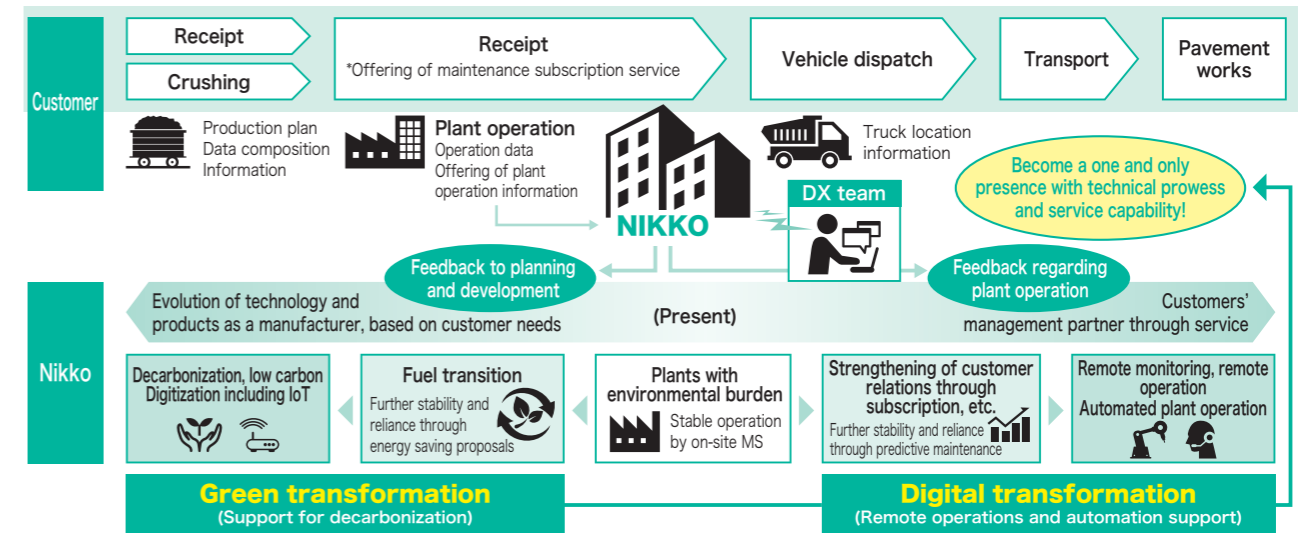 Customer
Receipt
Crushing
Receipt
*Offering of maintenance subscription service
Vehicle dispatch
Transport
Pavement
works
Production plan
Data composition
Information
Plant operation
Operation data
Offering of plant
operation information
NIKKO
DX team
Truck location
information
Become a one and only
presence with technical prowess
and service capability!
Feedback to planning
and development
Feedback regarding
plant operation
Nikko
Evolution of technology and
products as a manufacturer, based on customer needs
(Present)
Customers'
management partner through service
Decarbonization, low carbon
Digitization including IoT
Fuel transition
Further stability and
reliance through
energy saving proposals
Plants with
environmental burden
Stable operation
by on-site MS
Strengthening of customer
relations through
subscription, etc.
Further stability and reliance
through predictive maintenance
Remote monitoring, remote
operation
Automated plant operation
Green transformation
(Support for decarbonization)
Digital transformation
(Remote operations and automation support)